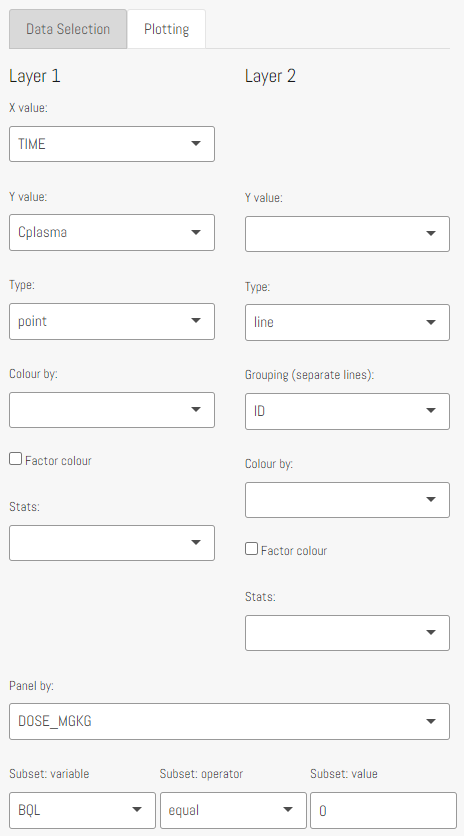 Data Selection Plotting
Layer 1 Layer 2
X value:
TIME
Y value: Y value:
Cplasma
Type: Type:
point line
Colour by: Grouping (separate lines):
ID
Factor colour Colour by:
Stats: Factor colour
Stats:
Panel by:
DOSE_MGKG
Subset: variable Subset: operator Subset: value
BQL equal 0